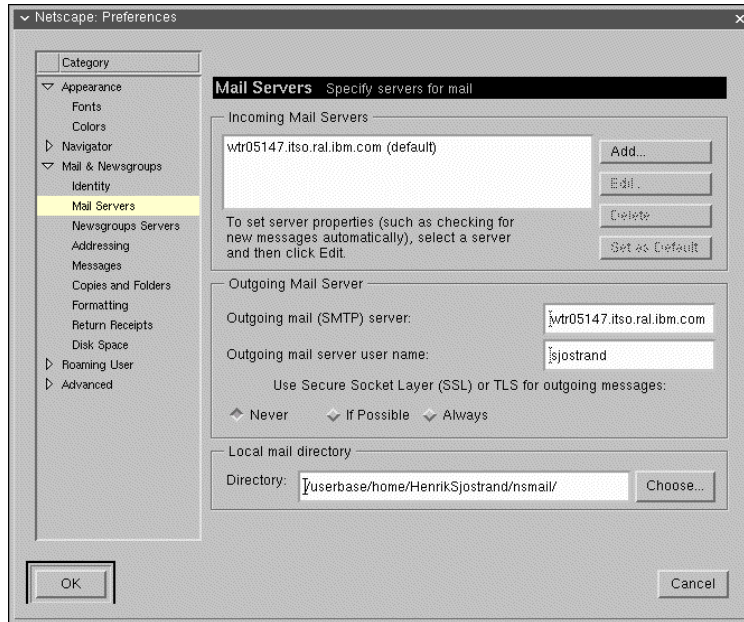 Netscape: Preferences
Category
Appearance
Fonts
Colors
Navigator
Mail & Newsgroups
Identity
Mail Servers
Newsgroups Servers
Addressing
Messages
Copies and Folders
Formatting
Return Receipts
Disk Space
Roaming User
Advanced
Mail Servers Specify servers for mail
Incoming Mail Servers
wtr05147.itso.ral.ibm.com (default)
Add...
Edit..
Delete
Set as Default
To set server properties (such as checking for
new messages automatically), select a server
and then click Edit.
Outgoing Mail Server
Outgoing mail (SMTP) server:
wtr05147.itso.ral.ibm.com
Outgoing mail server user name:
sjostrand
Use Secure Socket Layer (SSL) or TLS for outgoing messages:
Never If Possible Always
Local mail directory
Directory:
/userbase/home/HenrikSjostrand/nsmail/
Choose...
OK
Cancel